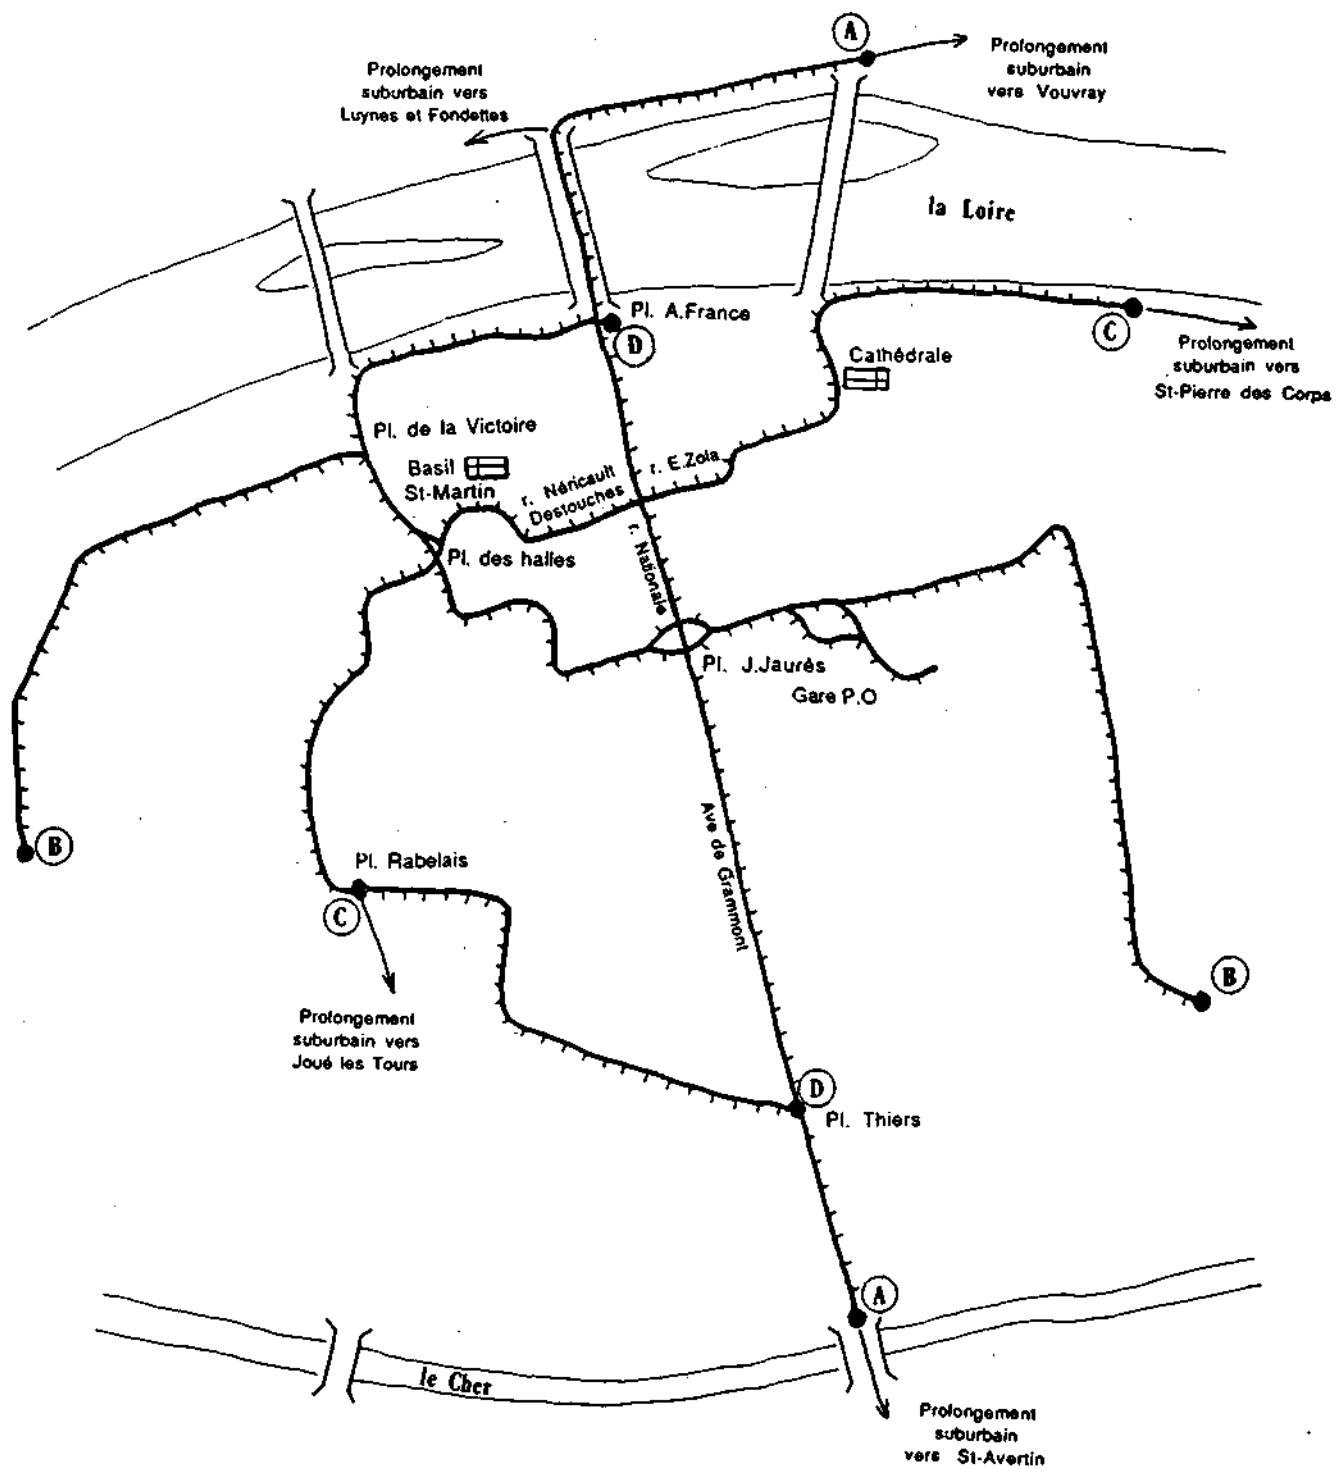 A
Prolongement
suburbain
vers Vouvray
Prolongement
suburbain vers
Luynes et Fondettes
la Loire
Pl. A.France
D
C
Prolongement
suburbain vers
St-Pierre des Corps
Cathédrale
Pl. de la Victoire
Basil
St-Martin
r. Néricault
Destouches
r. E.Zola
Pl. des halles
r. Nationale
Pl. J.Jaurès
Gare P.O
B
Ave de Grammont
Pl. Rabelais
C
B
Prolongement
suburbain vers
Joué les Tours
D
Pl. Thiers
A
le Cher
Prolongement
suburbain
vers St-Avertin